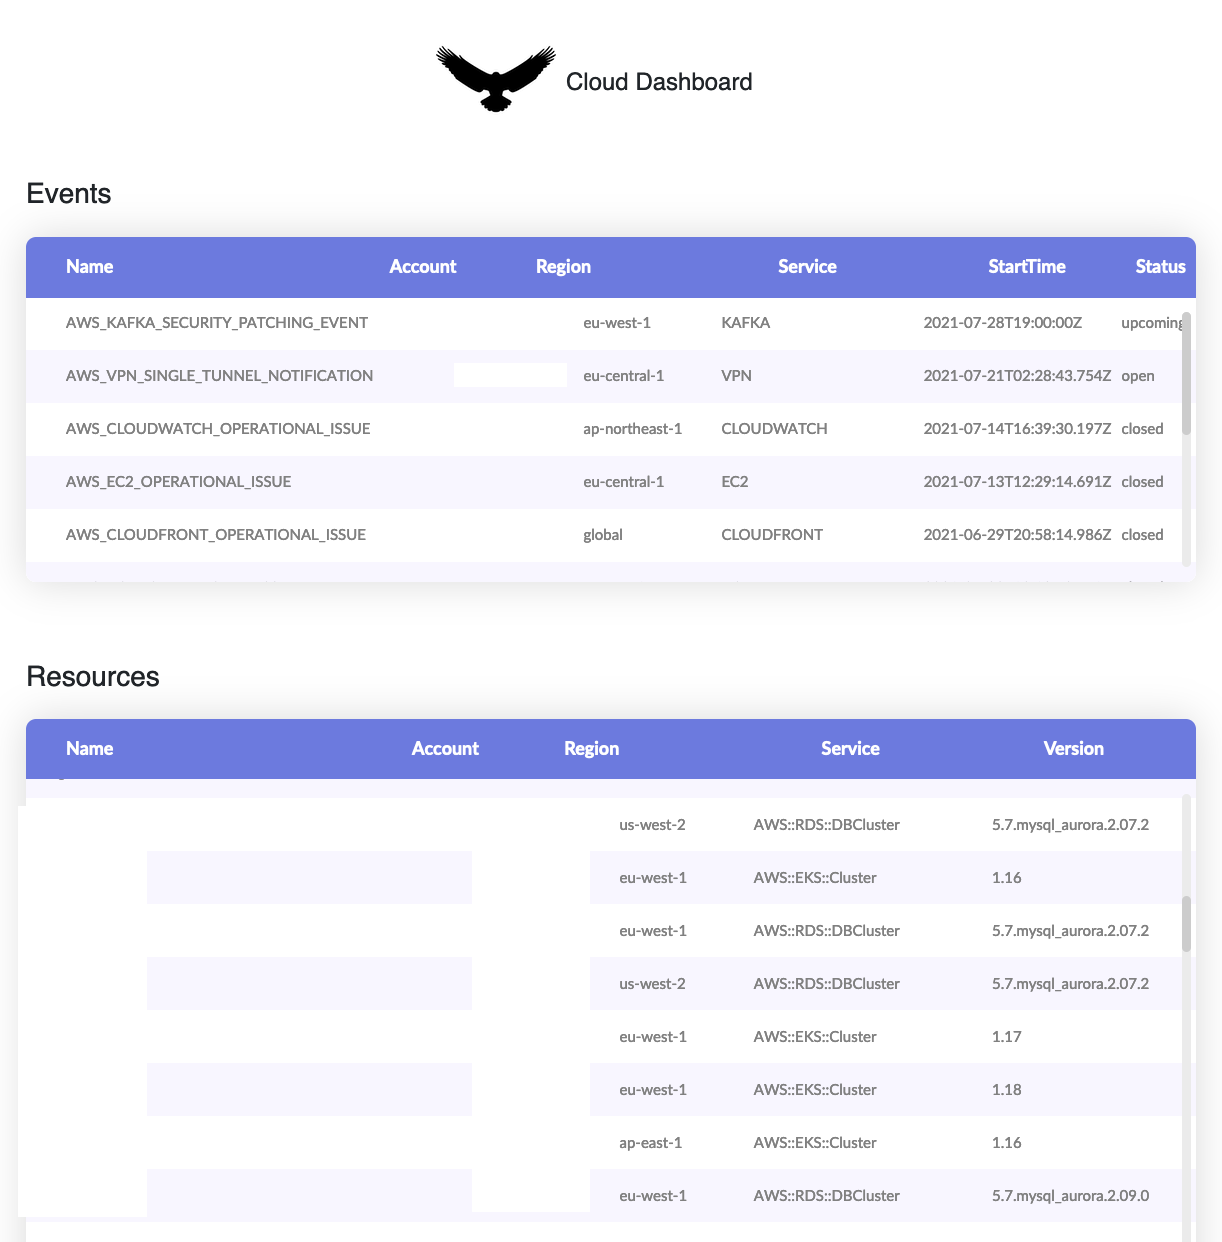 Cloud Dashboard
Events
Name Account Region Service StartTime Status
AWS_KAFKA_SECURITY_PATCHING_EVENT eu-west-1 KAFKA 2021-07-28T19:00:00Z upcoming
AWS_VPN_SINGLE_TUNNEL_NOTIFICATION eu-central-1 VPN 2021-07-21T02:28:43.754Z open
AWS_CLOUDWATCH_OPERATIONAL_ISSUE ap-northeast-1 CLOUDWATCH 2021-07-14T16:39:30.197Z closed
AWS_EC2_OPERATIONAL_ISSUE eu-central-1 EC2 2021-07-13T12:29:14.691Z closed
AWS_CLOUDFRONT_OPERATIONAL_ISSUE global CLOUDFRONT 2021-06-29T20:58:14.986Z closed
Resources
Name Account Region Service Version
us-west-2 AWS::RDS::DBCluster 5.7.mysql_aurora.2.07.2
eu-west-1 AWS::EKS::Cluster 1.16
eu-west-1 AWS::RDS::DBCluster 5.7.mysql_aurora.2.07.2
us-west-2 AWS::RDS::DBCluster 5.7.mysql_aurora.2.07.2
eu-west-1 AWS::EKS::Cluster 1.17
eu-west-1 AWS::EKS::Cluster 1.18
ap-east-1 AWS::EKS::Cluster 1.16
eu-west-1 AWS::RDS::DBCluster 5.7.mysql_aurora.2.09.0